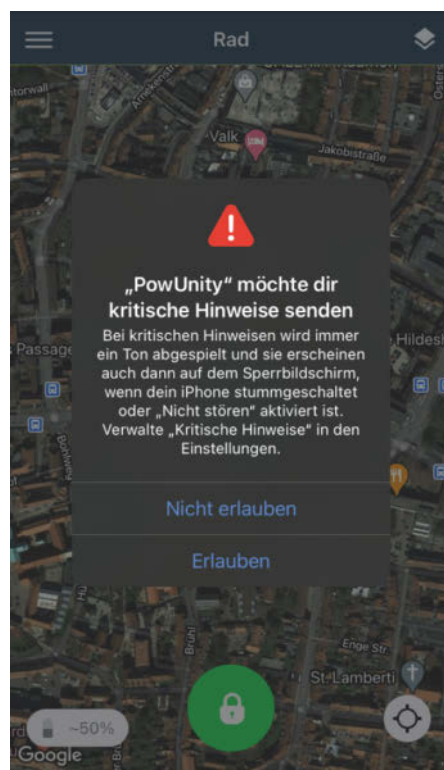 Rad
torwall
Valk
Jakobistraße
„PowUnity“ möchte dir
kritische Hinweise senden
Bei kritischen Hinweisen wird immer
ein Ton abgespielt und sie erscheinen
auch dann auf dem Sperrbildschirm,
wenn dein iPhone stummgeschaltet
oder „Nicht stören“ aktiviert ist.
Verwalte „Kritische Hinweise“ in den
Einstellungen.
Passage
Hildes
Nicht erlauben
Erlauben
Brühl
Enge Str.
St. Lamberti
~50%
Google